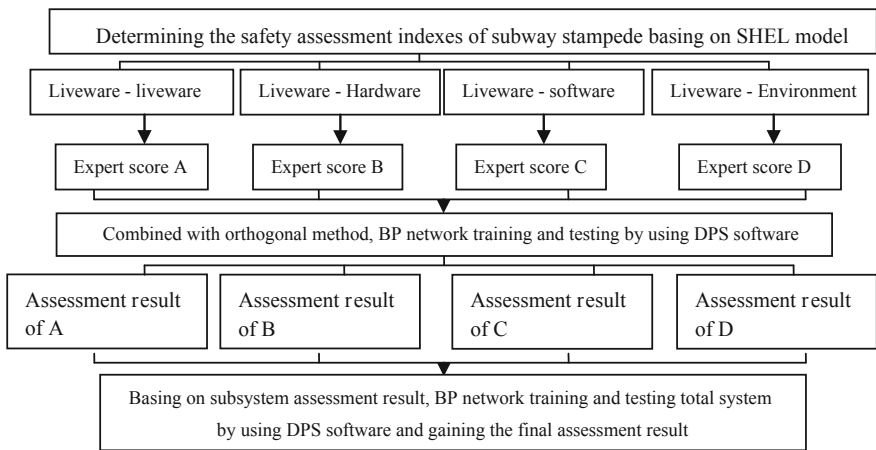 Determining the safety assessment indexes of subway stampede basing on SHEL model
Liveware - liveware
Liveware - Hardware
Liveware - software
Liveware - Environment
Expert score A
Expert score B
Expert score C
Expert score D
Combined with orthogonal method, BP network training and testing by using DPS software
Assessment result
of A
Assessment result
of B
Assessment result
of C
Assessment result
of D
Basing on subsystem assessment result, BP network training and testing total system
by using DPS software and gaining the final assessment result